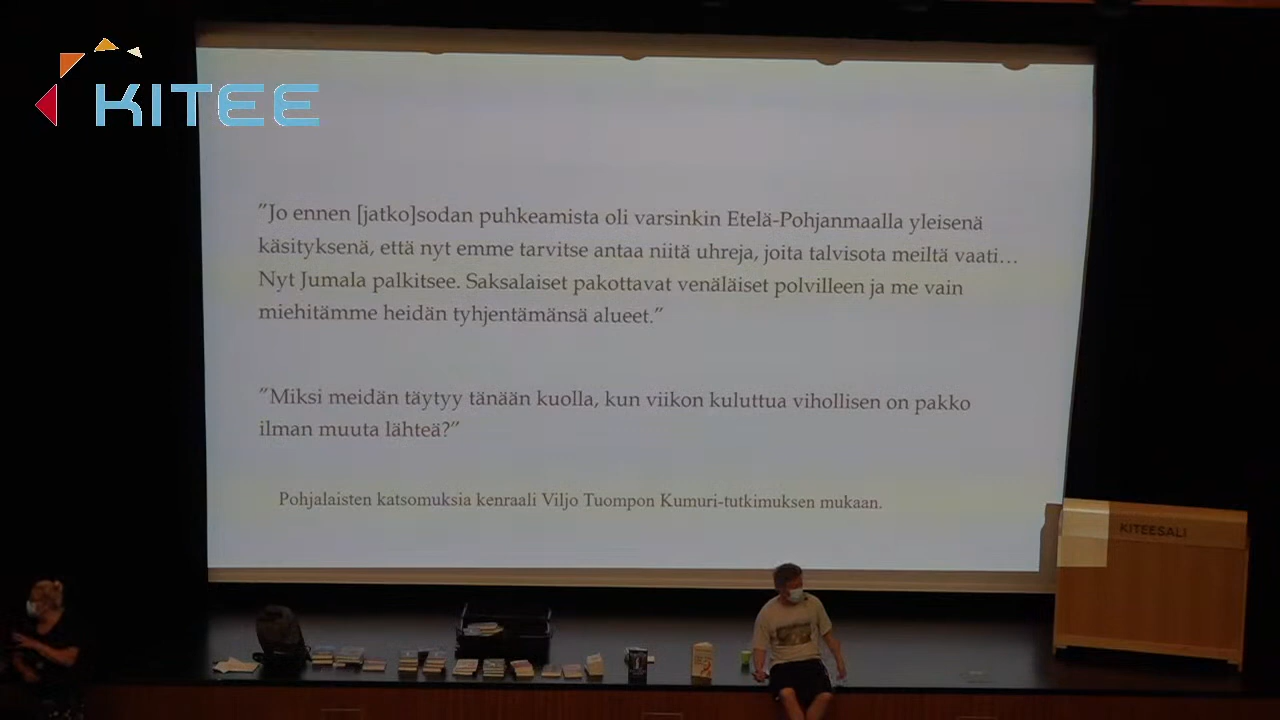 KITEE
”Jo ennen [jatko]sodan puhkeamista oli varsinkin Etelä-Pohjanmaalla yleisenä
käsityksenä, että nyt emme tarvitse antaa niitä uhreja, joita talvisota meiltä vaati…
Nyt Jumala palkitsee. Saksalaiset pakottavat venäläiset polvilleen ja me vain
miehitämme heidän tyhjentämänsä alueet.”
”Miksi meidän täytyy tänään kuolla, kun viikon kuluttua vihollisen on pakko
ilman muuta lähteä?”
Pohjalaisten katsomuksia kenraali Viljo Tuompon Kumuri-tutkimuksen mukaan.
KITEESALI